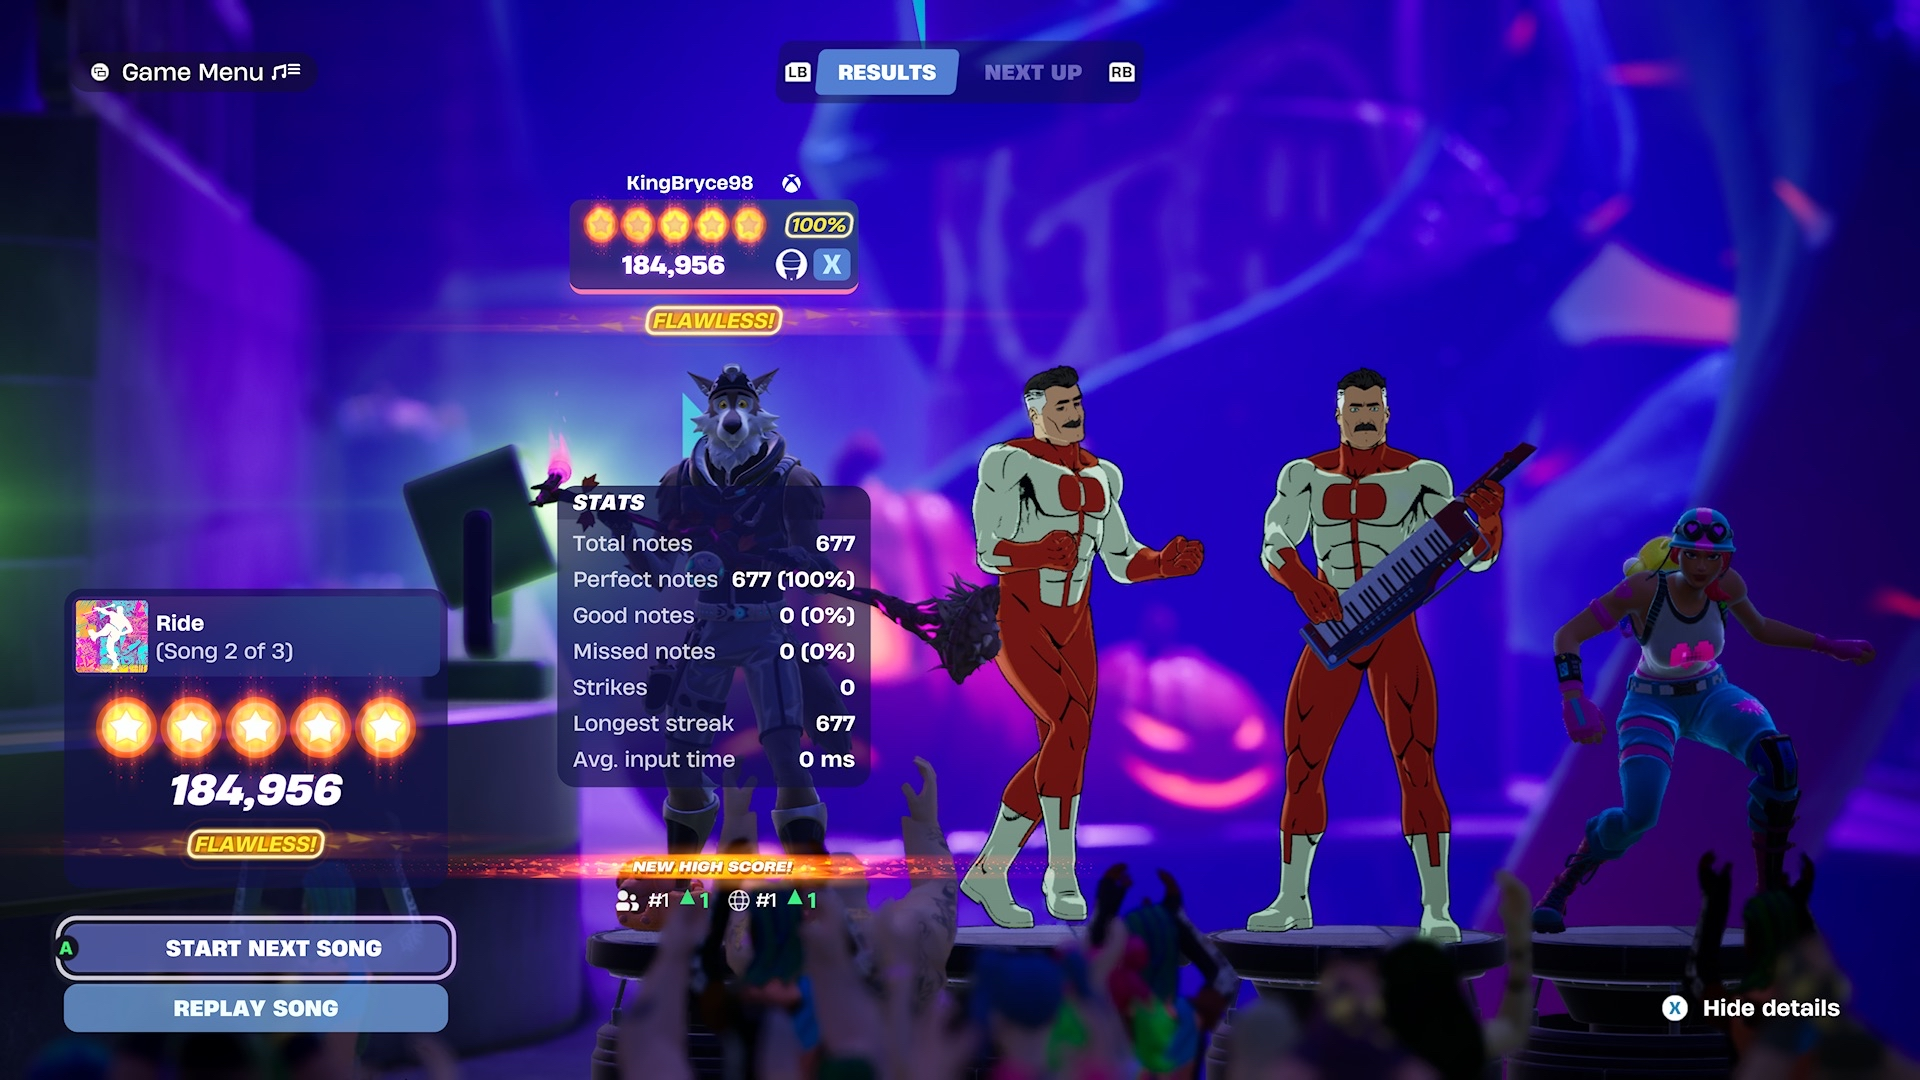 Game Menu
LB RESULTS NEXT UP RB
KingBryce98
100%
184,956 X
FLAWLESS!
STATS
Total notes 677
Perfect notes 677 (100%)
Good notes 0 (0%)
Missed notes 0 (0%)
Strikes 0
Longest streak 677
Avg. input time 0 ms
NEW HIGH SCORE!
#1 1 #1 1
Ride
(Song 2 of 3)
184,956
FLAWLESS!
A START NEXT SONG
REPLAY SONG
X Hide details